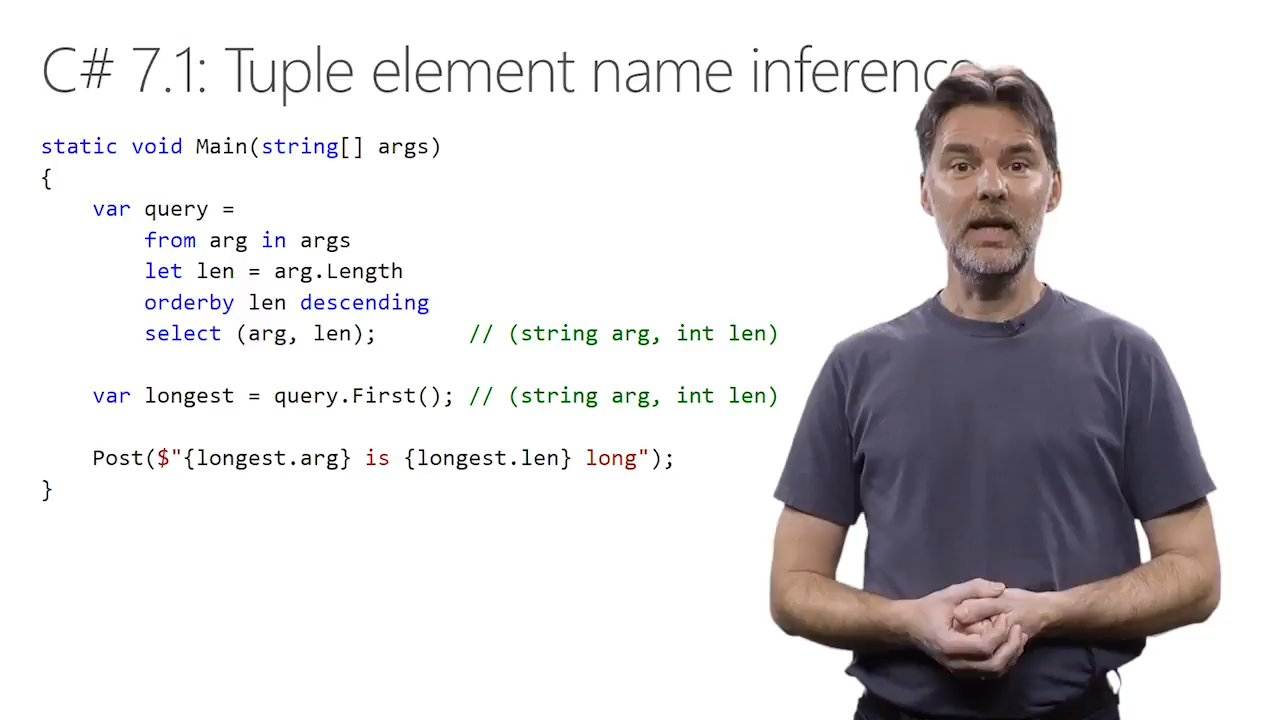 C# 7.1: Tuple element name inference
static void Main(string[] args)
{
    var query =
        from arg in args
        let len = arg.Length
        orderby len descending
        select (arg, len);       // (string arg, int len)
    var longest = query.First(); // (string arg, int len)
    Post($"{longest.arg} is {longest.len} long");
}